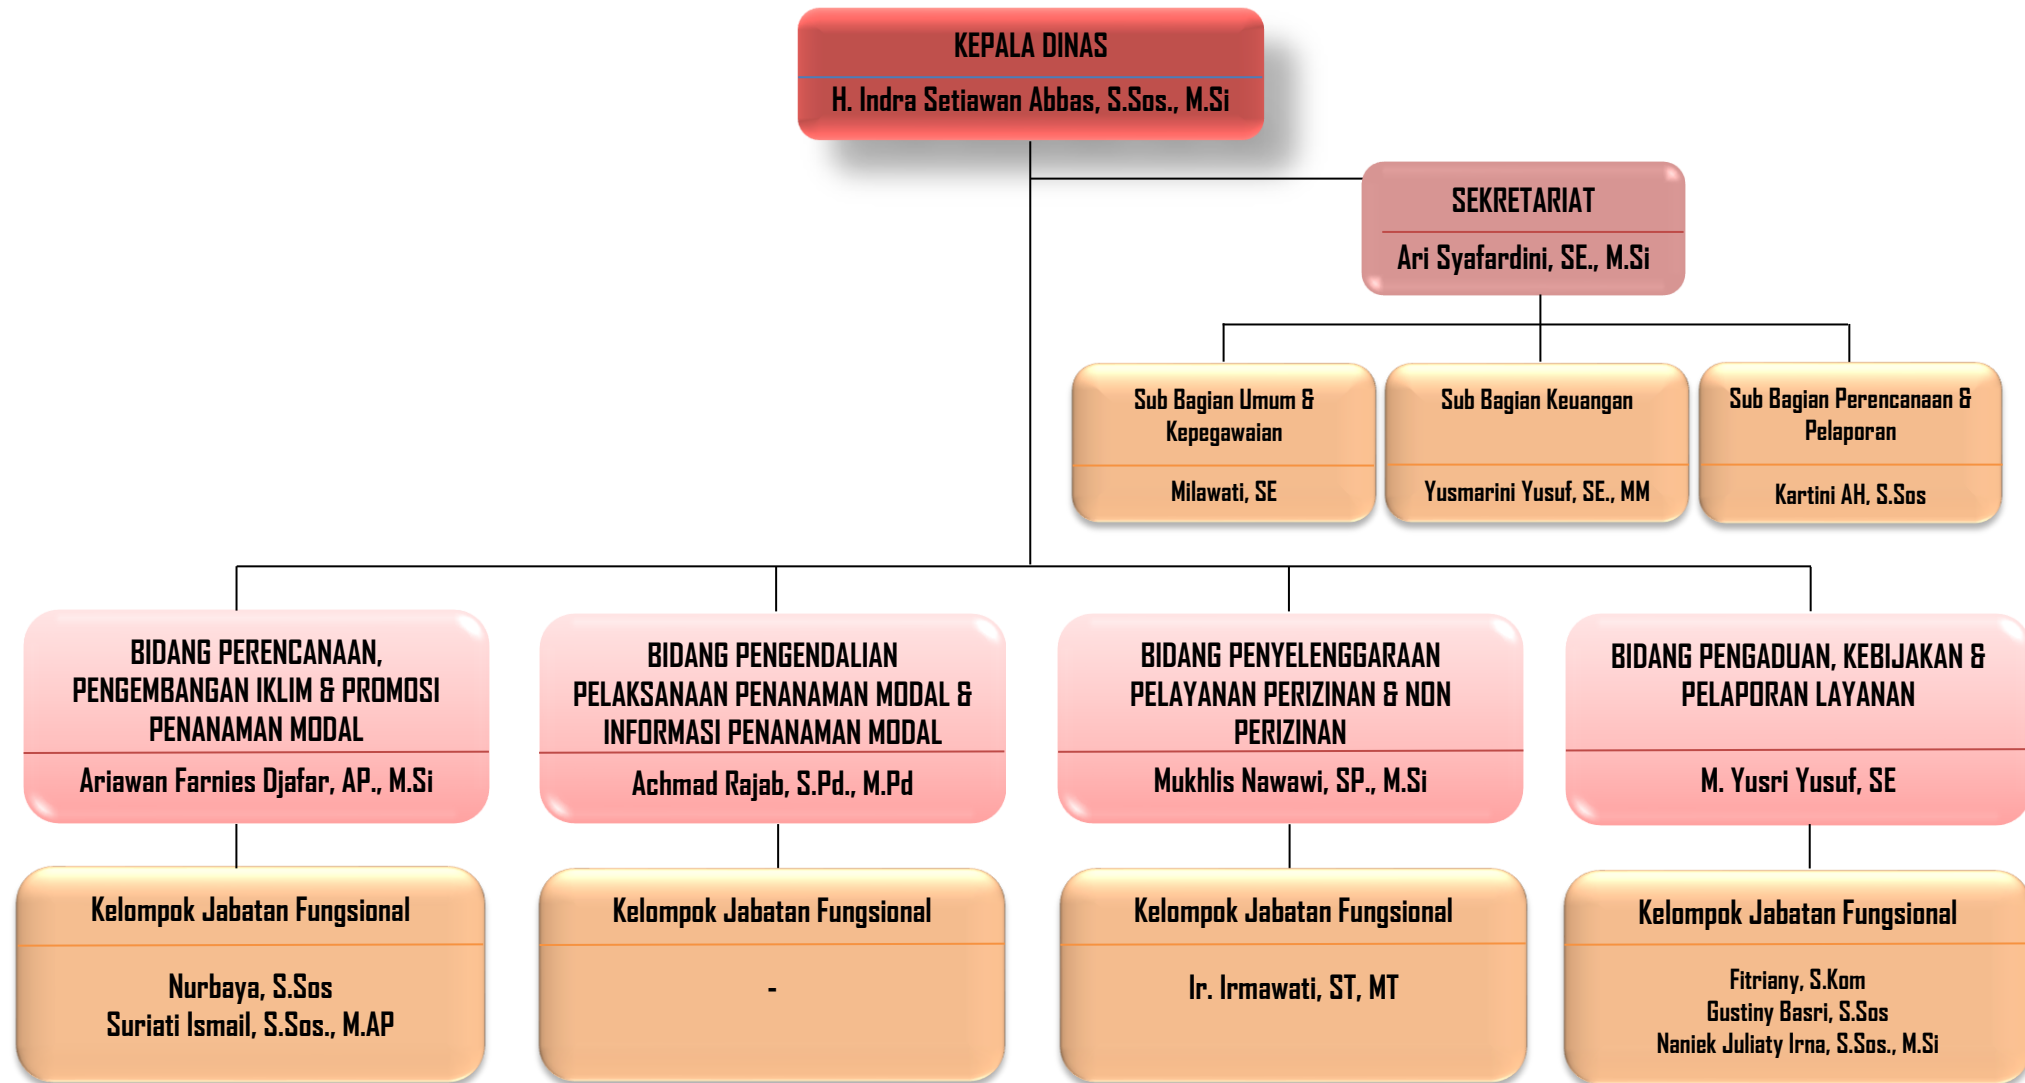 KEPALA DINAS
H. Indra Setiawan Abbas, S.Sos., M.Si
SEKRETARIAT
Ari Syafardini, SE., M.Si
Sub Bagian Umum &
Kepegawaian
Milawati, SE
Sub Bagian Keuangan
Yusmarini Yusuf, SE., MM
Sub Bagian Perencanaan &
Pelaporan
Kartini AH, S.Sos
BIDANG PERENCANAAN,
PENGEMBANGAN IKLIM & PROMOSI
PENANAMAN MODAL
Ariawan Farnies Djafar, AP., M.Si
BIDANG PENGENDALIAN
PELAKSANAAN PENANAMAN MODAL &
INFORMASI PENANAMAN MODAL
Achmad Rajab, S.Pd., M.Pd
BIDANG PENYELENGGARAAN
PELAYANAN PERIZINAN & NON
PERIZINAN
Mukhlis Nawawi, SP., M.Si
BIDANG PENGADUAN, KEBIJAKAN &
PELAPORAN LAYANAN
M. Yusri Yusuf, SE
Kelompok Jabatan Fungsional
Nurbaya, S.Sos
Suriati Ismail, S.Sos., M.AP
Kelompok Jabatan Fungsional
-
Kelompok Jabatan Fungsional
Ir. Irmawati, ST, MT
Kelompok Jabatan Fungsional
Fitriany, S.Kom
Gustiny Basri, S.Sos
Naniek Juliaty Irna, S.Sos., M.Si